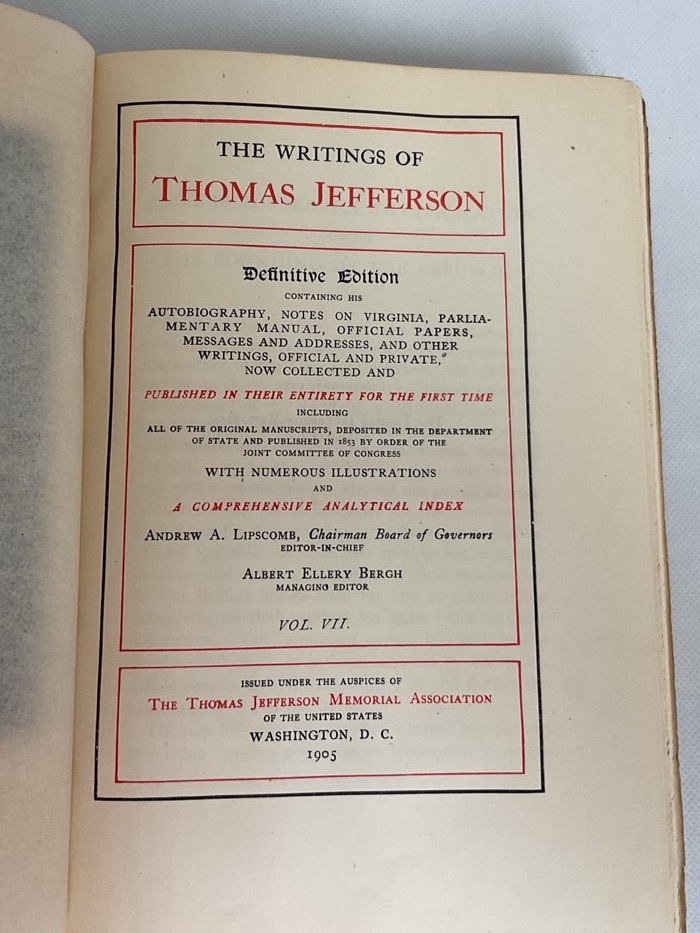 THE WRITINGS OF
THOMAS JEFFERSON
Definitive Edition
CONTAINING HIS
AUTOBIOGRAPHY, NOTES ON VIRGINIA, PARLIA-
MENTARY MANUAL, OFFICIAL PAPERS,
MESSAGES AND ADDRESSES, AND OTHER
WRITINGS, OFFICIAL AND PRIVATE,
NOW COLLECTED AND
PUBLISHED IN THEIR ENTIRETY FOR THE FIRST TIME
INCLUDING
ALL OF THE ORIGINAL MANUSCRIPTS, DEPOSITED IN THE DEPARTMENT
OF STATE AND PUBLISHED IN 1853 BY ORDER OF THE
JOINT COMMITTEE OF CONGRESS
WITH NUMEROUS ILLUSTRATIONS
AND
A COMPREHENSIVE ANALYTICAL INDEX
ANDREW A. LIPSCOMB, Chairman Board of Governors
EDITOR-IN-CHIEF
ALBERT ELLERY BERGH
MANAGING EDITOR
VOL. VII.
ISSUED UNDER THE AUSPICES OF
THE THOMAS JEFFERSON MEMORIAL ASSOCIATION
OF THE UNITED STATES
WASHINGTON, D. C.
1905